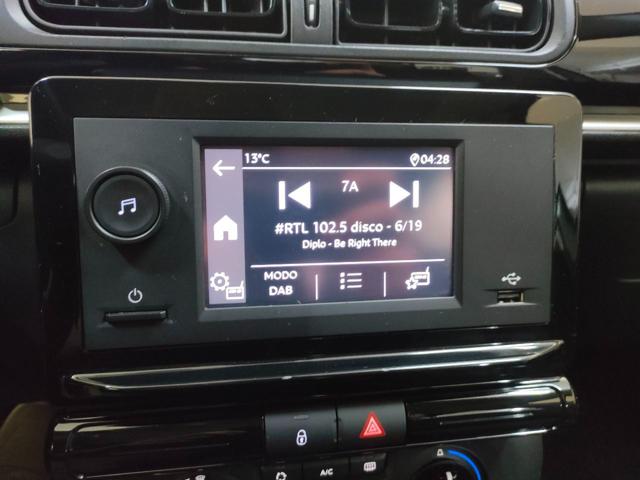 13°C
04:28
7A
#RTL 102.5 disco - 6/19
Diplo - Be Right There
MODO
DAB
A/C